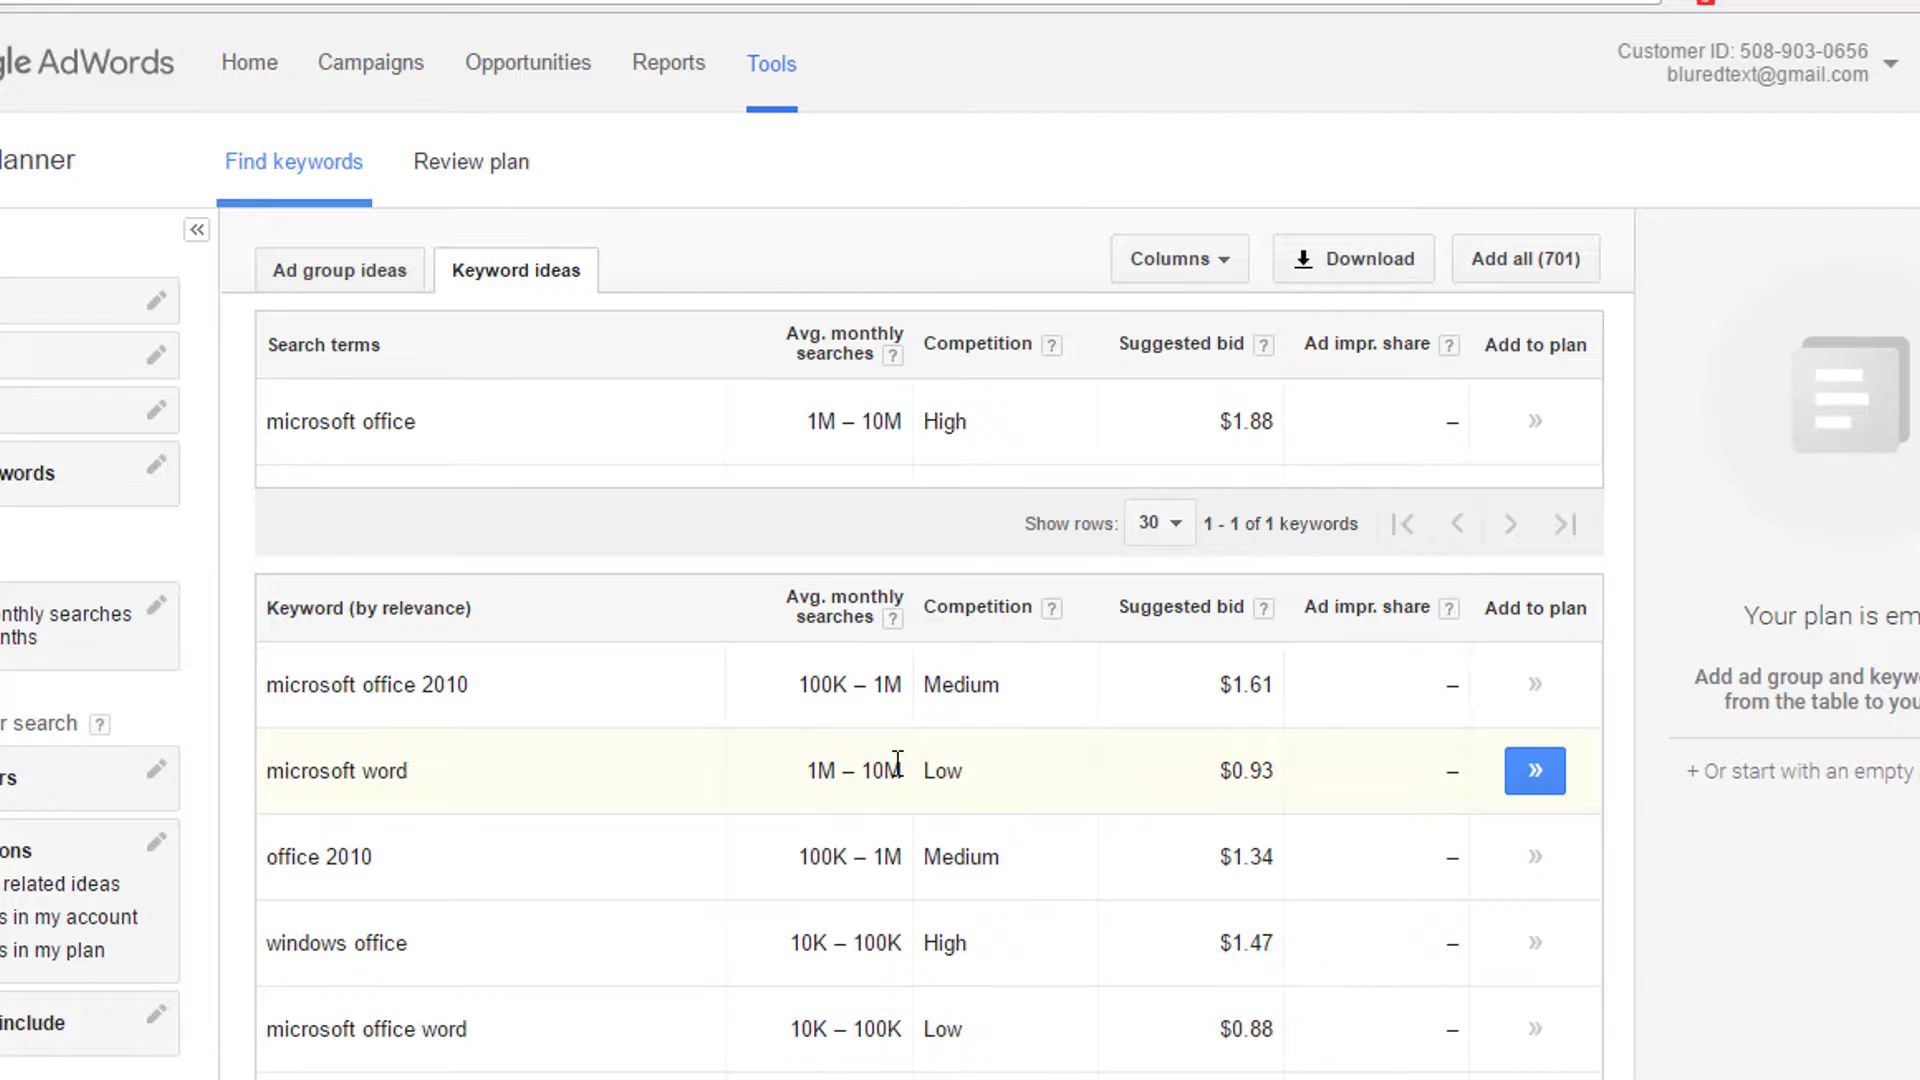 gle AdWords Home Campaigns Opportunities Reports Tools
Customer ID: 508-903-0656
bluredtext@gmail.com
lanner Find keywords Review plan
Ad group ideas Keyword ideas Columns Download Add all (701)
Search terms Avg. monthly searches ? Competition ? Suggested bid ? Ad impr. share ? Add to plan
microsoft office 1M – 10M High $1.88 – »
words
Show rows: 30 1 - 1 of 1 keywords
Keyword (by relevance) Avg. monthly searches ? Competition ? Suggested bid ? Ad impr. share ? Add to plan
nthly searches
nths
Your plan is em
microsoft office 2010 100K – 1M Medium $1.61 – »
Add ad group and keyw
from the table to you
r search ?
rs
microsoft word 1M – 10M Low $0.93 – »
+ Or start with an empty
ons
office 2010 100K – 1M Medium $1.34 – »
related ideas
s in my account
s in my plan
windows office 10K – 100K High $1.47 – »
include
microsoft office word 10K – 100K Low $0.88 – »